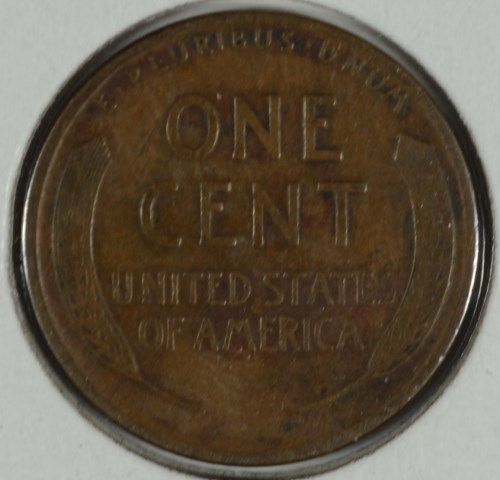 E·PLURIBUS·UNUM
ONE
CENT
UNITED STATES
OF AMERICA